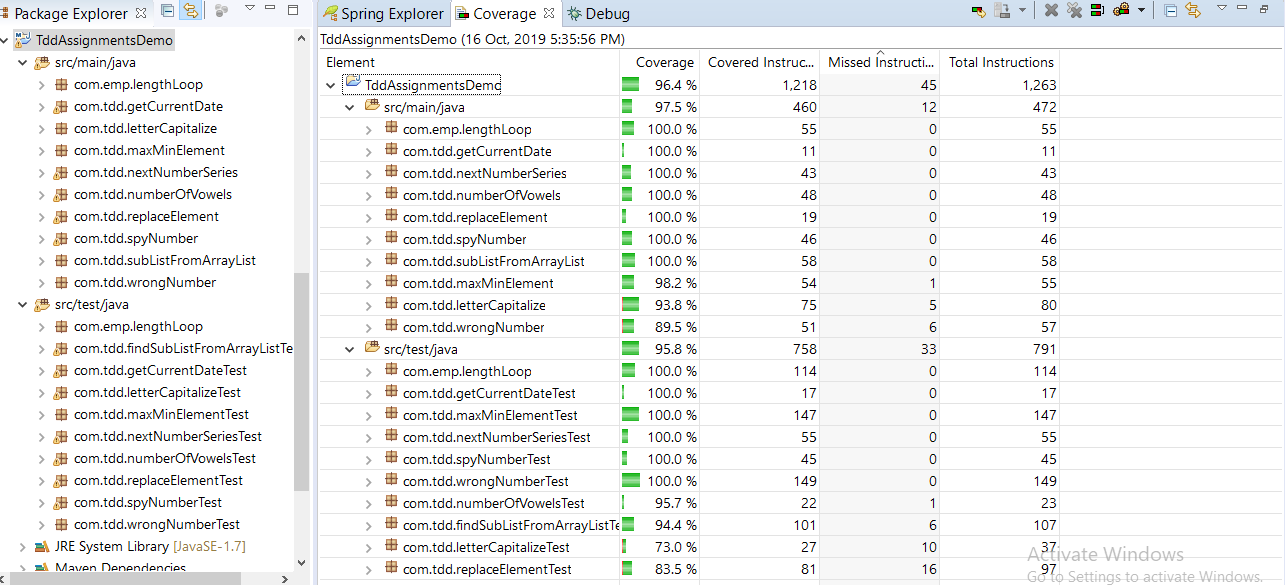 Package Explorer
TddAssignmentsDemo
src/main/java
com.emp.lengthLoop
com.tdd.getCurrentDate
com.tdd.letterCapitalize
com.tdd.maxMinElement
com.tdd.nextNumberSeries
com.tdd.numberOfVowels
com.tdd.replaceElement
com.tdd.spyNumber
com.tdd.subListFromArrayList
com.tdd.wrongNumber
src/test/java
com.emp.lengthLoop
com.tdd.findSubListFromArrayListTe
com.tdd.getCurrentDateTest
com.tdd.letterCapitalizeTest
com.tdd.maxMinElementTest
com.tdd.nextNumberSeriesTest
com.tdd.numberOfVowelsTest
com.tdd.replaceElementTest
com.tdd.spyNumberTest
com.tdd.wrongNumberTest
JRE System Library [JavaSE-1.7]
Maven Dependencies
Spring Explorer Coverage Debug
TddAssignmentsDemo (16 Oct, 2019 5:35:56 PM)
Element Coverage Covered Instruc... Missed Instructi... Total Instructions
TddAssignmentsDemo 96.4 % 1,218 45 1,263
src/main/java 97.5 % 460 12 472
com.emp.lengthLoop 100.0 % 55 0 55
com.tdd.getCurrentDate 100.0 % 11 0 11
com.tdd.nextNumberSeries 100.0 % 43 0 43
com.tdd.numberOfVowels 100.0 % 48 0 48
com.tdd.replaceElement 100.0 % 19 0 19
com.tdd.spyNumber 100.0 % 46 0 46
com.tdd.subListFromArrayList 100.0 % 58 0 58
com.tdd.maxMinElement 98.2 % 54 1 55
com.tdd.letterCapitalize 93.8 % 75 5 80
com.tdd.wrongNumber 89.5 % 51 6 57
src/test/java 95.8 % 758 33 791
com.emp.lengthLoop 100.0 % 114 0 114
com.tdd.getCurrentDateTest 100.0 % 17 0 17
com.tdd.maxMinElementTest 100.0 % 147 0 147
com.tdd.nextNumberSeriesTest 100.0 % 55 0 55
com.tdd.spyNumberTest 100.0 % 45 0 45
com.tdd.wrongNumberTest 100.0 % 149 0 149
com.tdd.numberOfVowelsTest 95.7 % 22 1 23
com.tdd.findSubListFromArrayListTe 94.4 % 101 6 107
com.tdd.letterCapitalizeTest 73.0 % 27 10 37
com.tdd.replaceElementTest 83.5 % 81 16 97
Activate Windows
Go to Settings to activate Windows.